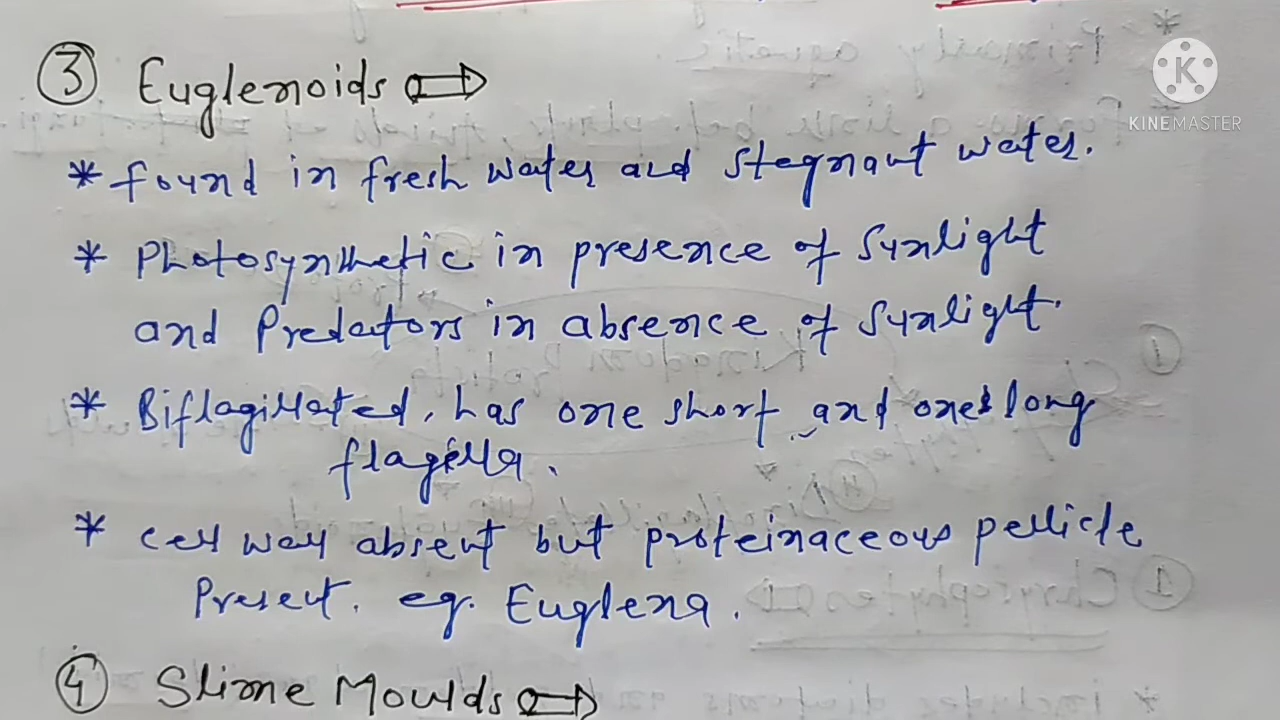 ③ Euglenoids
* found in fresh water and stegnant water.
* Photosynthetic in presence of Sunlight
and Predators in absence of Sunlight.
* Biflagillated, has one short and one long
flagella.
* cell wall absent but proteinaceous pellicle
Present. eg. Euglena.
④ Slime Moulds
KINEMASTER